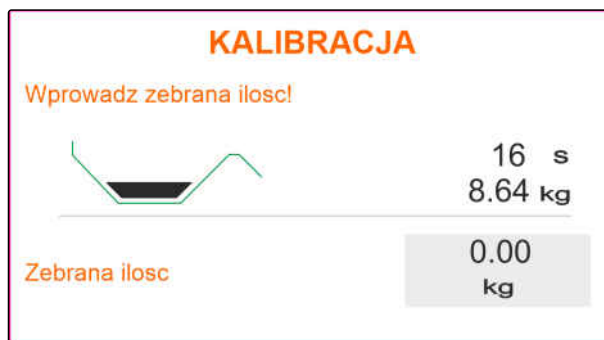 KALIBRACJA
Wprowadz zebrana ilosc!
16 s
8.64 kg
Zebrana ilosc
0.00
kg